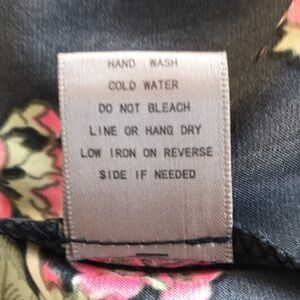 HAND WASH
COLD WATER
DO NOT BLEACH
LINE OR HANG DRY
LOW IRON ON REVERSE
SIDE IF NEEDED